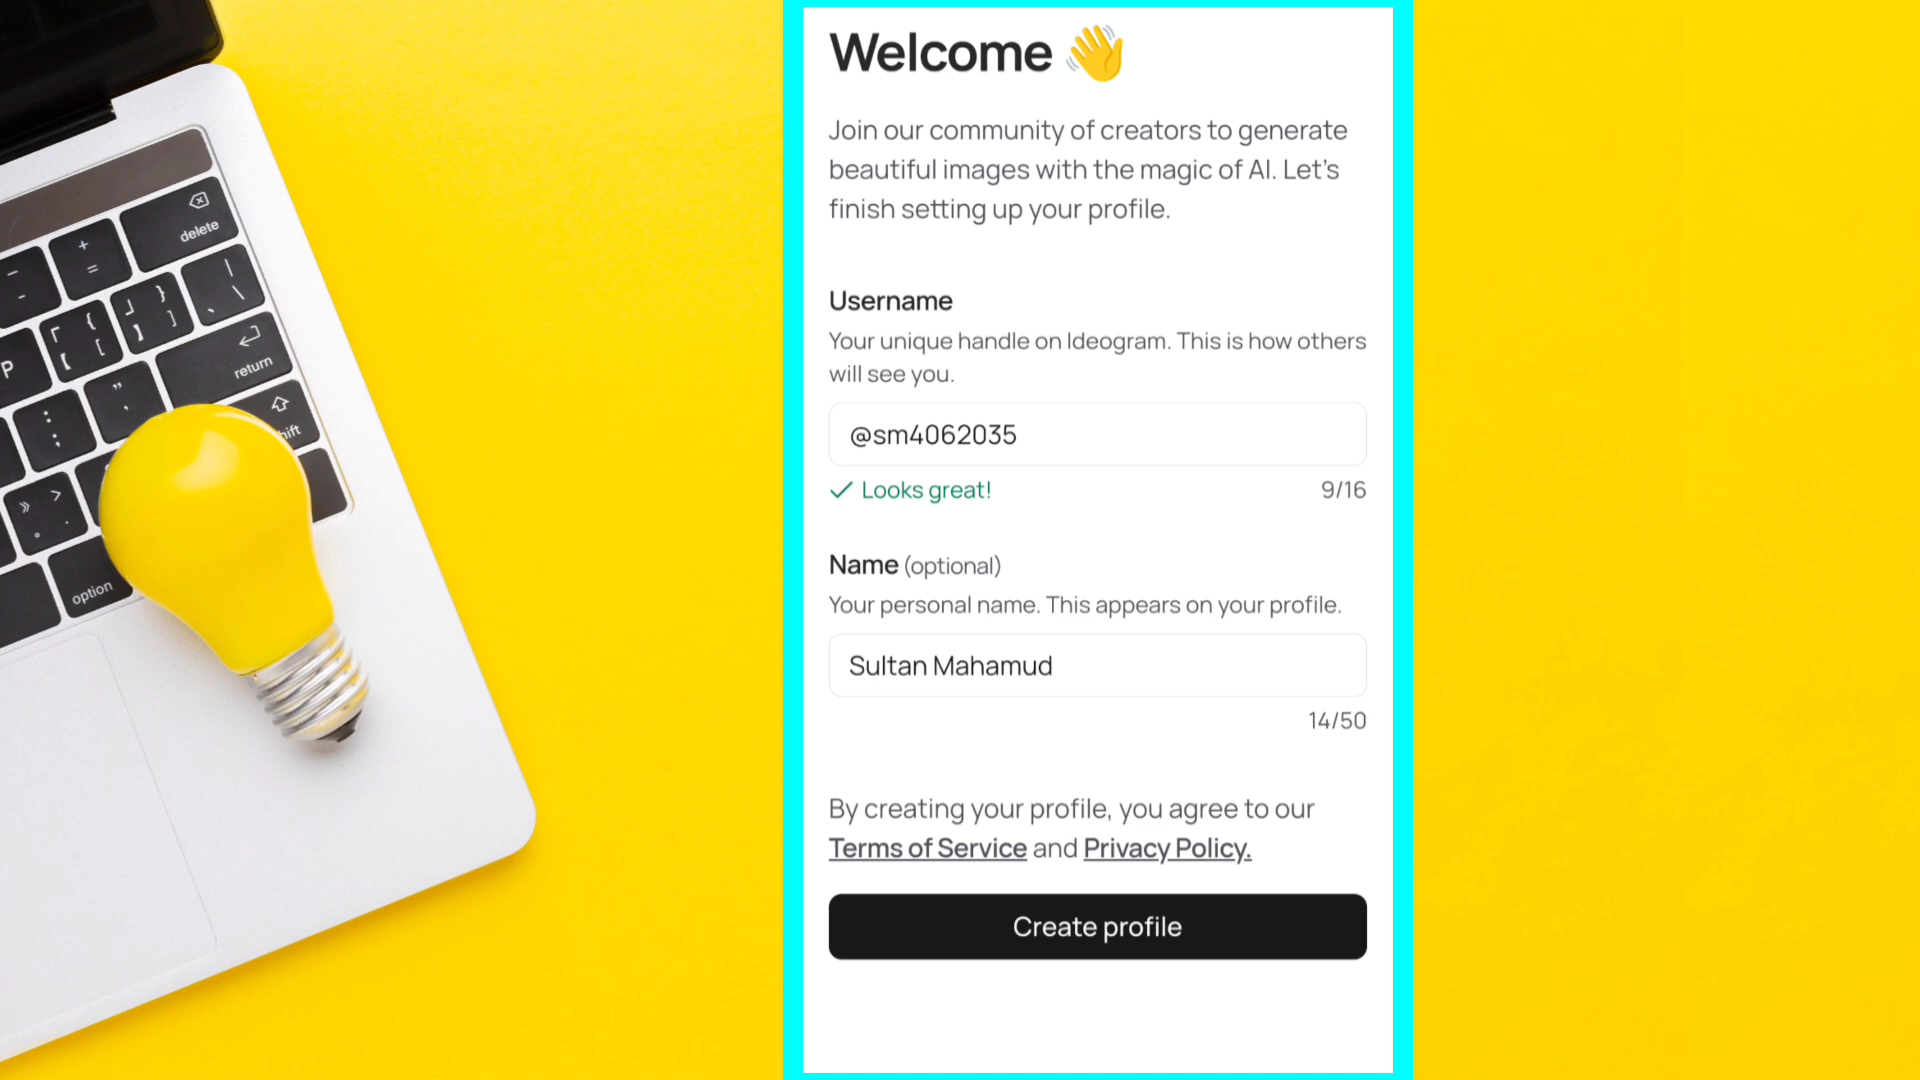 Welcome 👋
Join our community of creators to generate
beautiful images with the magic of AI. Let's
finish setting up your profile.
Username
Your unique handle on Ideogram. This is how others
will see you.
@sm4062035
✓ Looks great!
9/16
Name (optional)
Your personal name. This appears on your profile.
Sultan Mahamud
14/50
By creating your profile, you agree to our
Terms of Service and Privacy Policy.
Create profile
delete
+
=
return
P
option